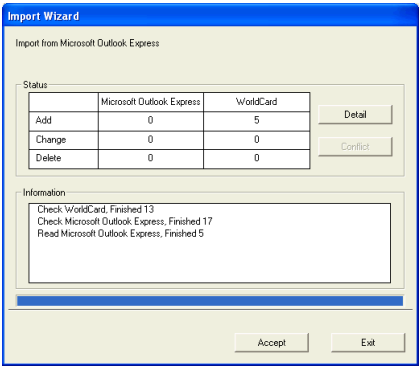 Import Wizard
Import from Microsoft Outlook Express
Status
Microsoft Outlook Express WorldCard
Add 0 5
Change 0 0
Delete 0 0
Detail
Conflict
Information
Check WorldCard, Finished 13
Check Microsoft Outlook Express, Finished 17
Read Microsoft Outlook Express, Finished 5
Accept Exit